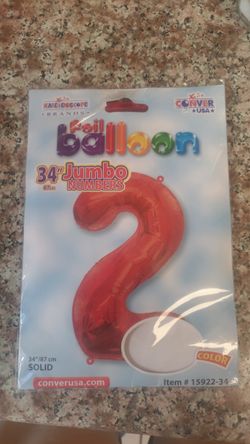 KALEIDOSCOPE
BRANDS
CONVER
USA
foil
balloon
34" Jumbo
87cm NUMBERS
34"/87 cm
SOLID
COLOR
converusa.com
Item # 15922-34